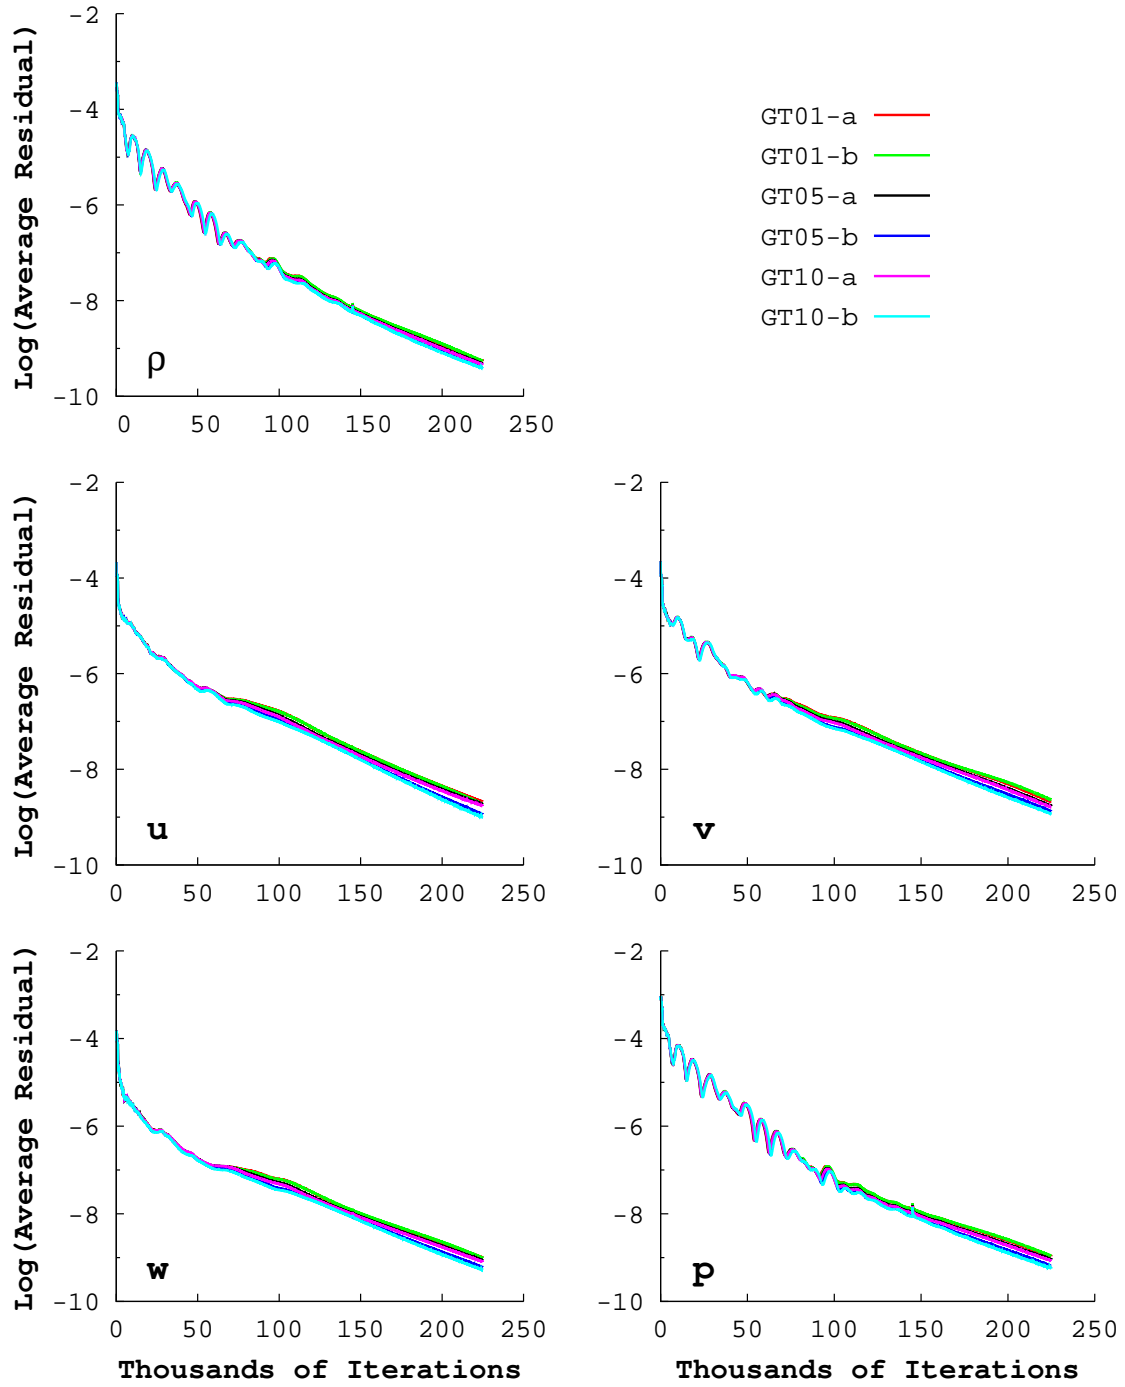 -2
-4
-6
-8
-10
Log(Average Residual)
ρ
0 50 100 150 200 250
GT01-a
GT01-b
GT05-a
GT05-b
GT10-a
GT10-b
-2
-4
-6
-8
-10
Log(Average Residual)
u
0 50 100 150 200 250
-2
-4
-6
-8
-10
v
0 50 100 150 200 250
-2
-4
-6
-8
-10
Log(Average Residual)
w
0 50 100 150 200 250
Thousands of Iterations
-2
-4
-6
-8
-10
p
0 50 100 150 200 250
Thousands of Iterations